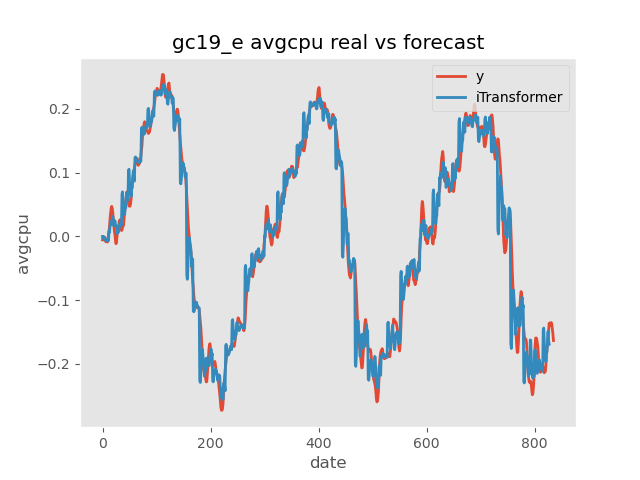 gc19_e avgcpu real vs forecast
y
iTransformer
0.2
0.1
0.0
−0.1
−0.2
avgcpu
0
200
400
600
800
date